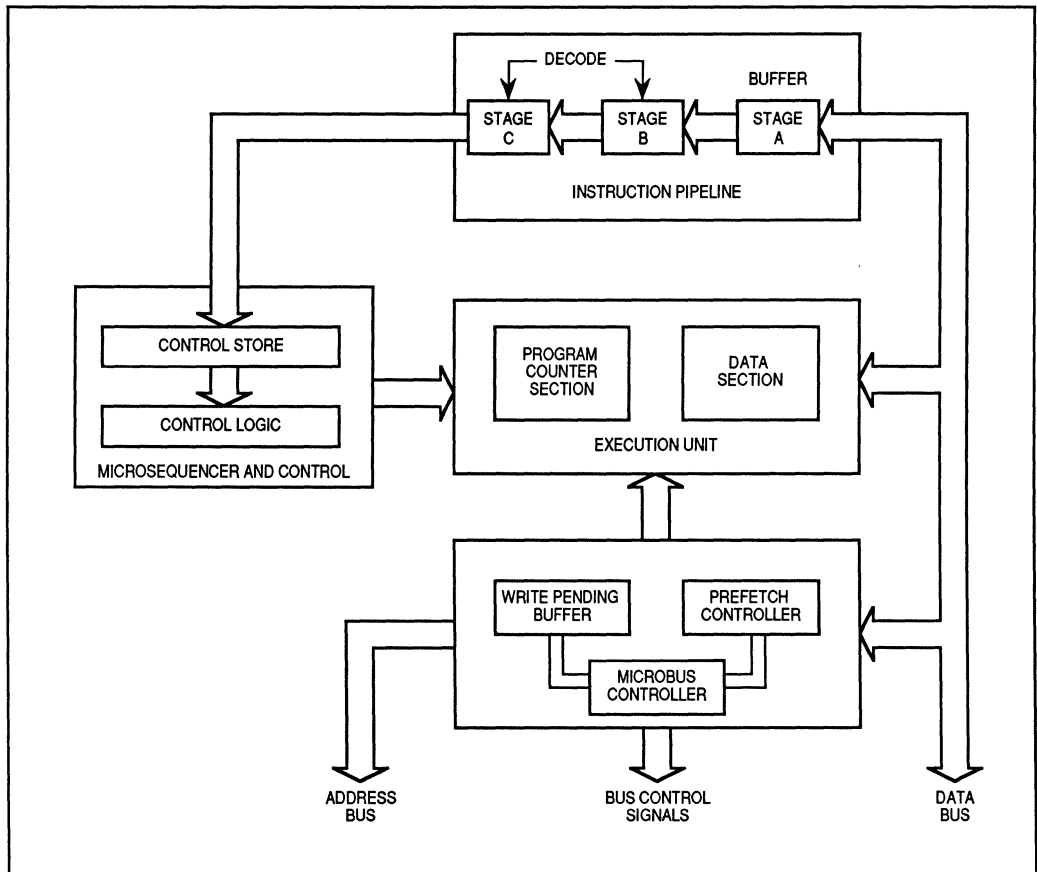 DECODE
BUFFER
STAGE
C
STAGE
B
STAGE
A
INSTRUCTION PIPELINE
CONTROL STORE
CONTROL LOGIC
MICROSEQUENCER AND CONTROL
PROGRAM
COUNTER
SECTION
DATA
SECTION
EXECUTION UNIT
WRITE PENDING
BUFFER
PREFETCH
CONTROLLER
MICROBUS
CONTROLLER
ADDRESS
BUS
BUS CONTROL
SIGNALS
DATA
BUS